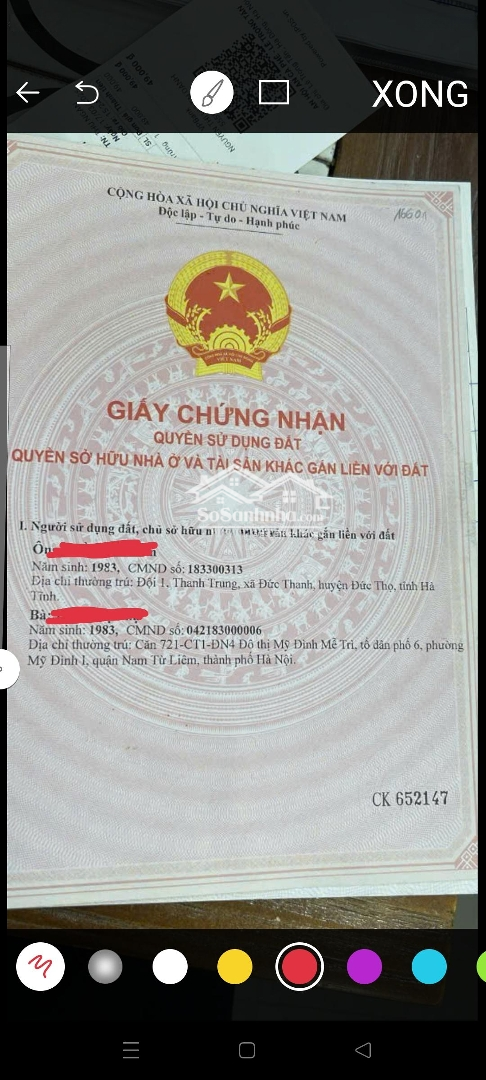 XONG
CỘNG HÒA XÃ HỘI CHỦ NGHĨA VIỆT NAM
Độc lập - Tự do - Hạnh phúc
GIẤY CHỨNG NHẬN
QUYỀN SỬ DỤNG ĐẤT
QUYỀN SỞ HỮU NHÀ Ở VÀ TÀI SẢN KHÁC GẮN LIỀN VỚI ĐẤT
SoSanhnha.com
I. Người sử dụng đất, chủ sở hữu khác gắn liền với đất
Ông
Năm sinh: 1983, CMND số: 183300313
Địa chỉ thường trú: Đội 1, Thanh Trung, xã Đức Thanh, huyện Đức Thọ, tỉnh Hà
Tĩnh.
Bà:
Năm sinh: 1983, CMND số: 042183000006
Địa chỉ thường trú: Căn 721-CT1-ĐN4 Đô thị Mỹ Đình Mễ Trì, tổ dân phố 6, phường
Mỹ Đình I, quận Nam Từ Liêm, thành phố Hà Nội.
CK 652147